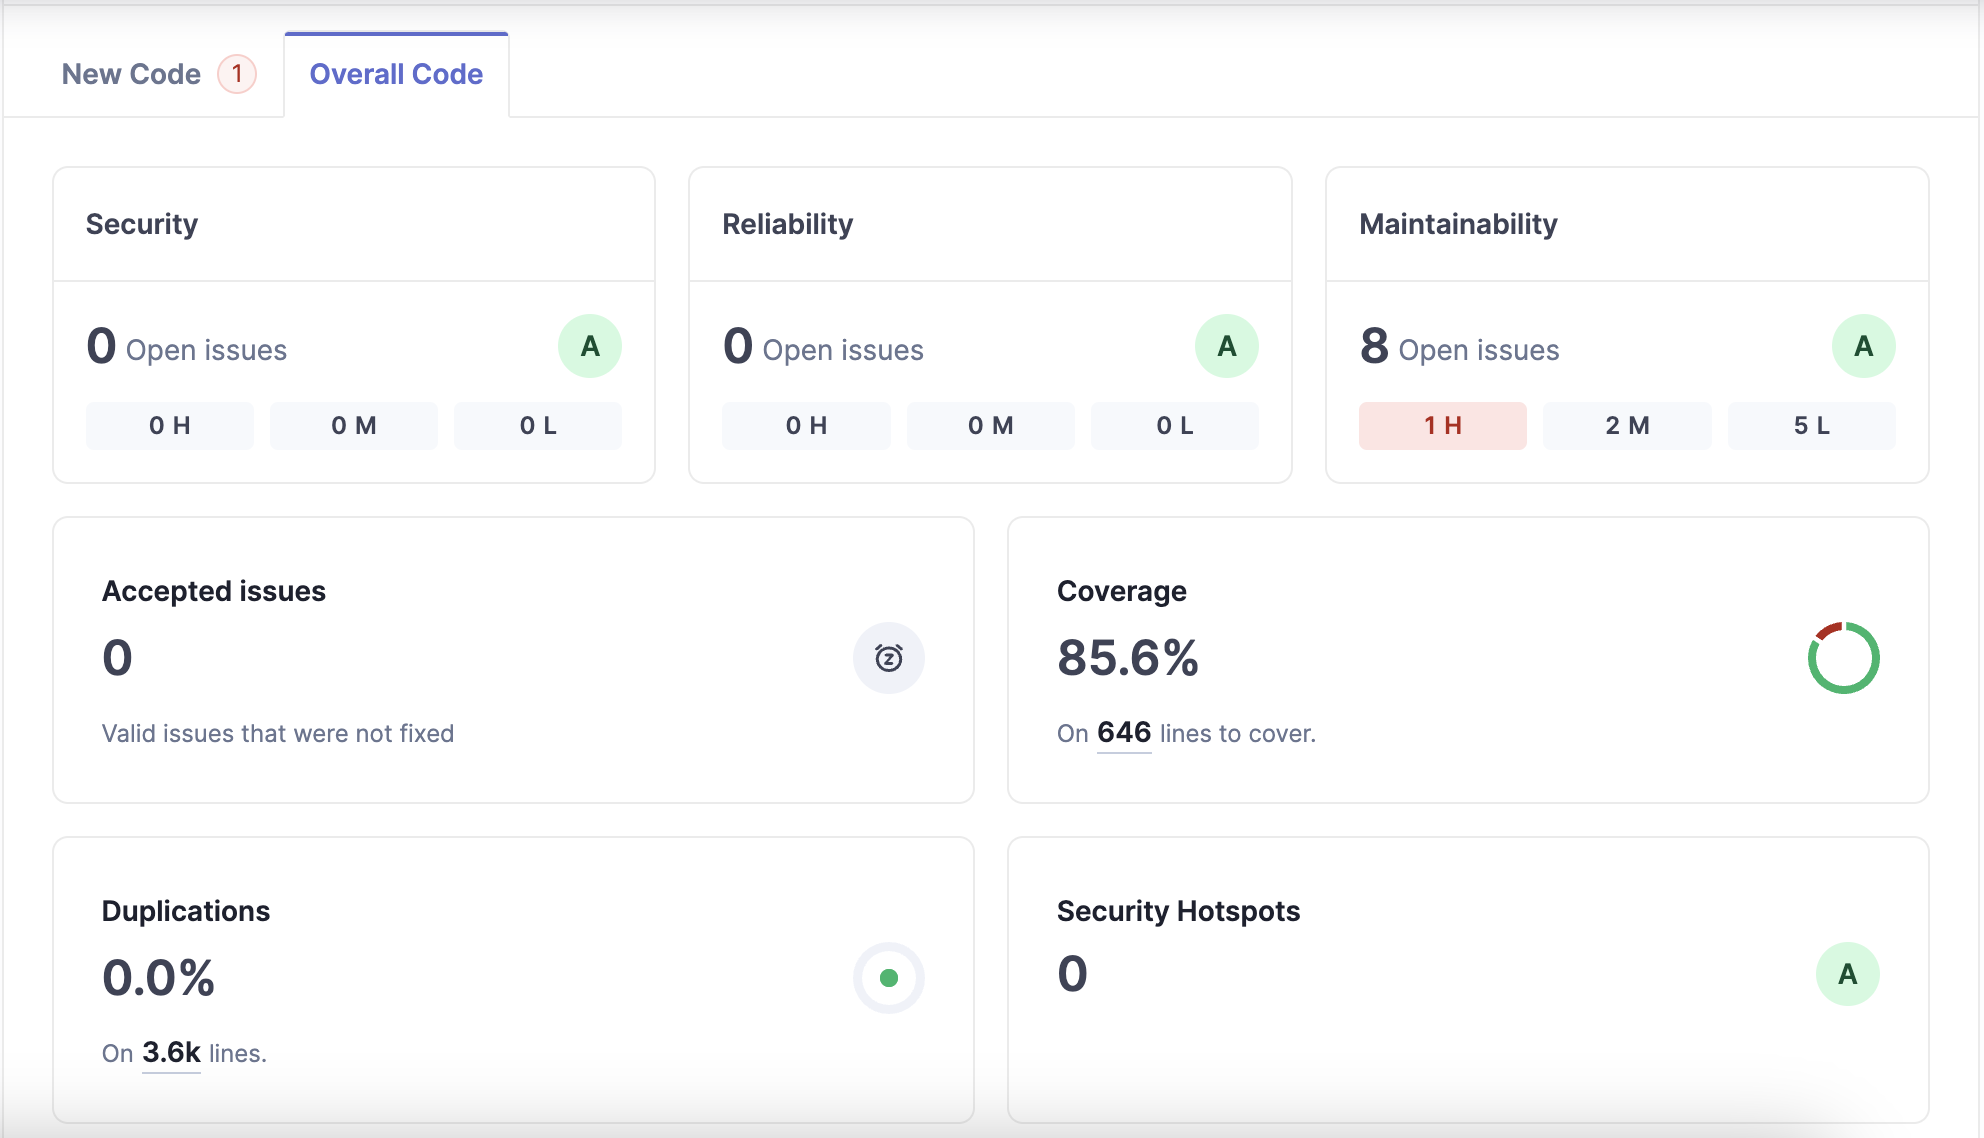 New Code 1 Overall Code
Security
0 Open issues A
0 H 0 M 0 L
Reliability
0 Open issues A
0 H 0 M 0 L
Maintainability
8 Open issues A
1 H 2 M 5 L
Accepted issues
0
Valid issues that were not fixed
Coverage
85.6%
On 646 lines to cover.
Duplications
0.0%
On 3.6k lines.
Security Hotspots
0 A